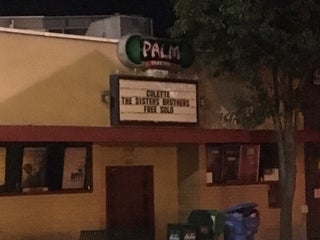 PALM
COLETTE
THE SISTERS BROTHERS
FREE SOLO